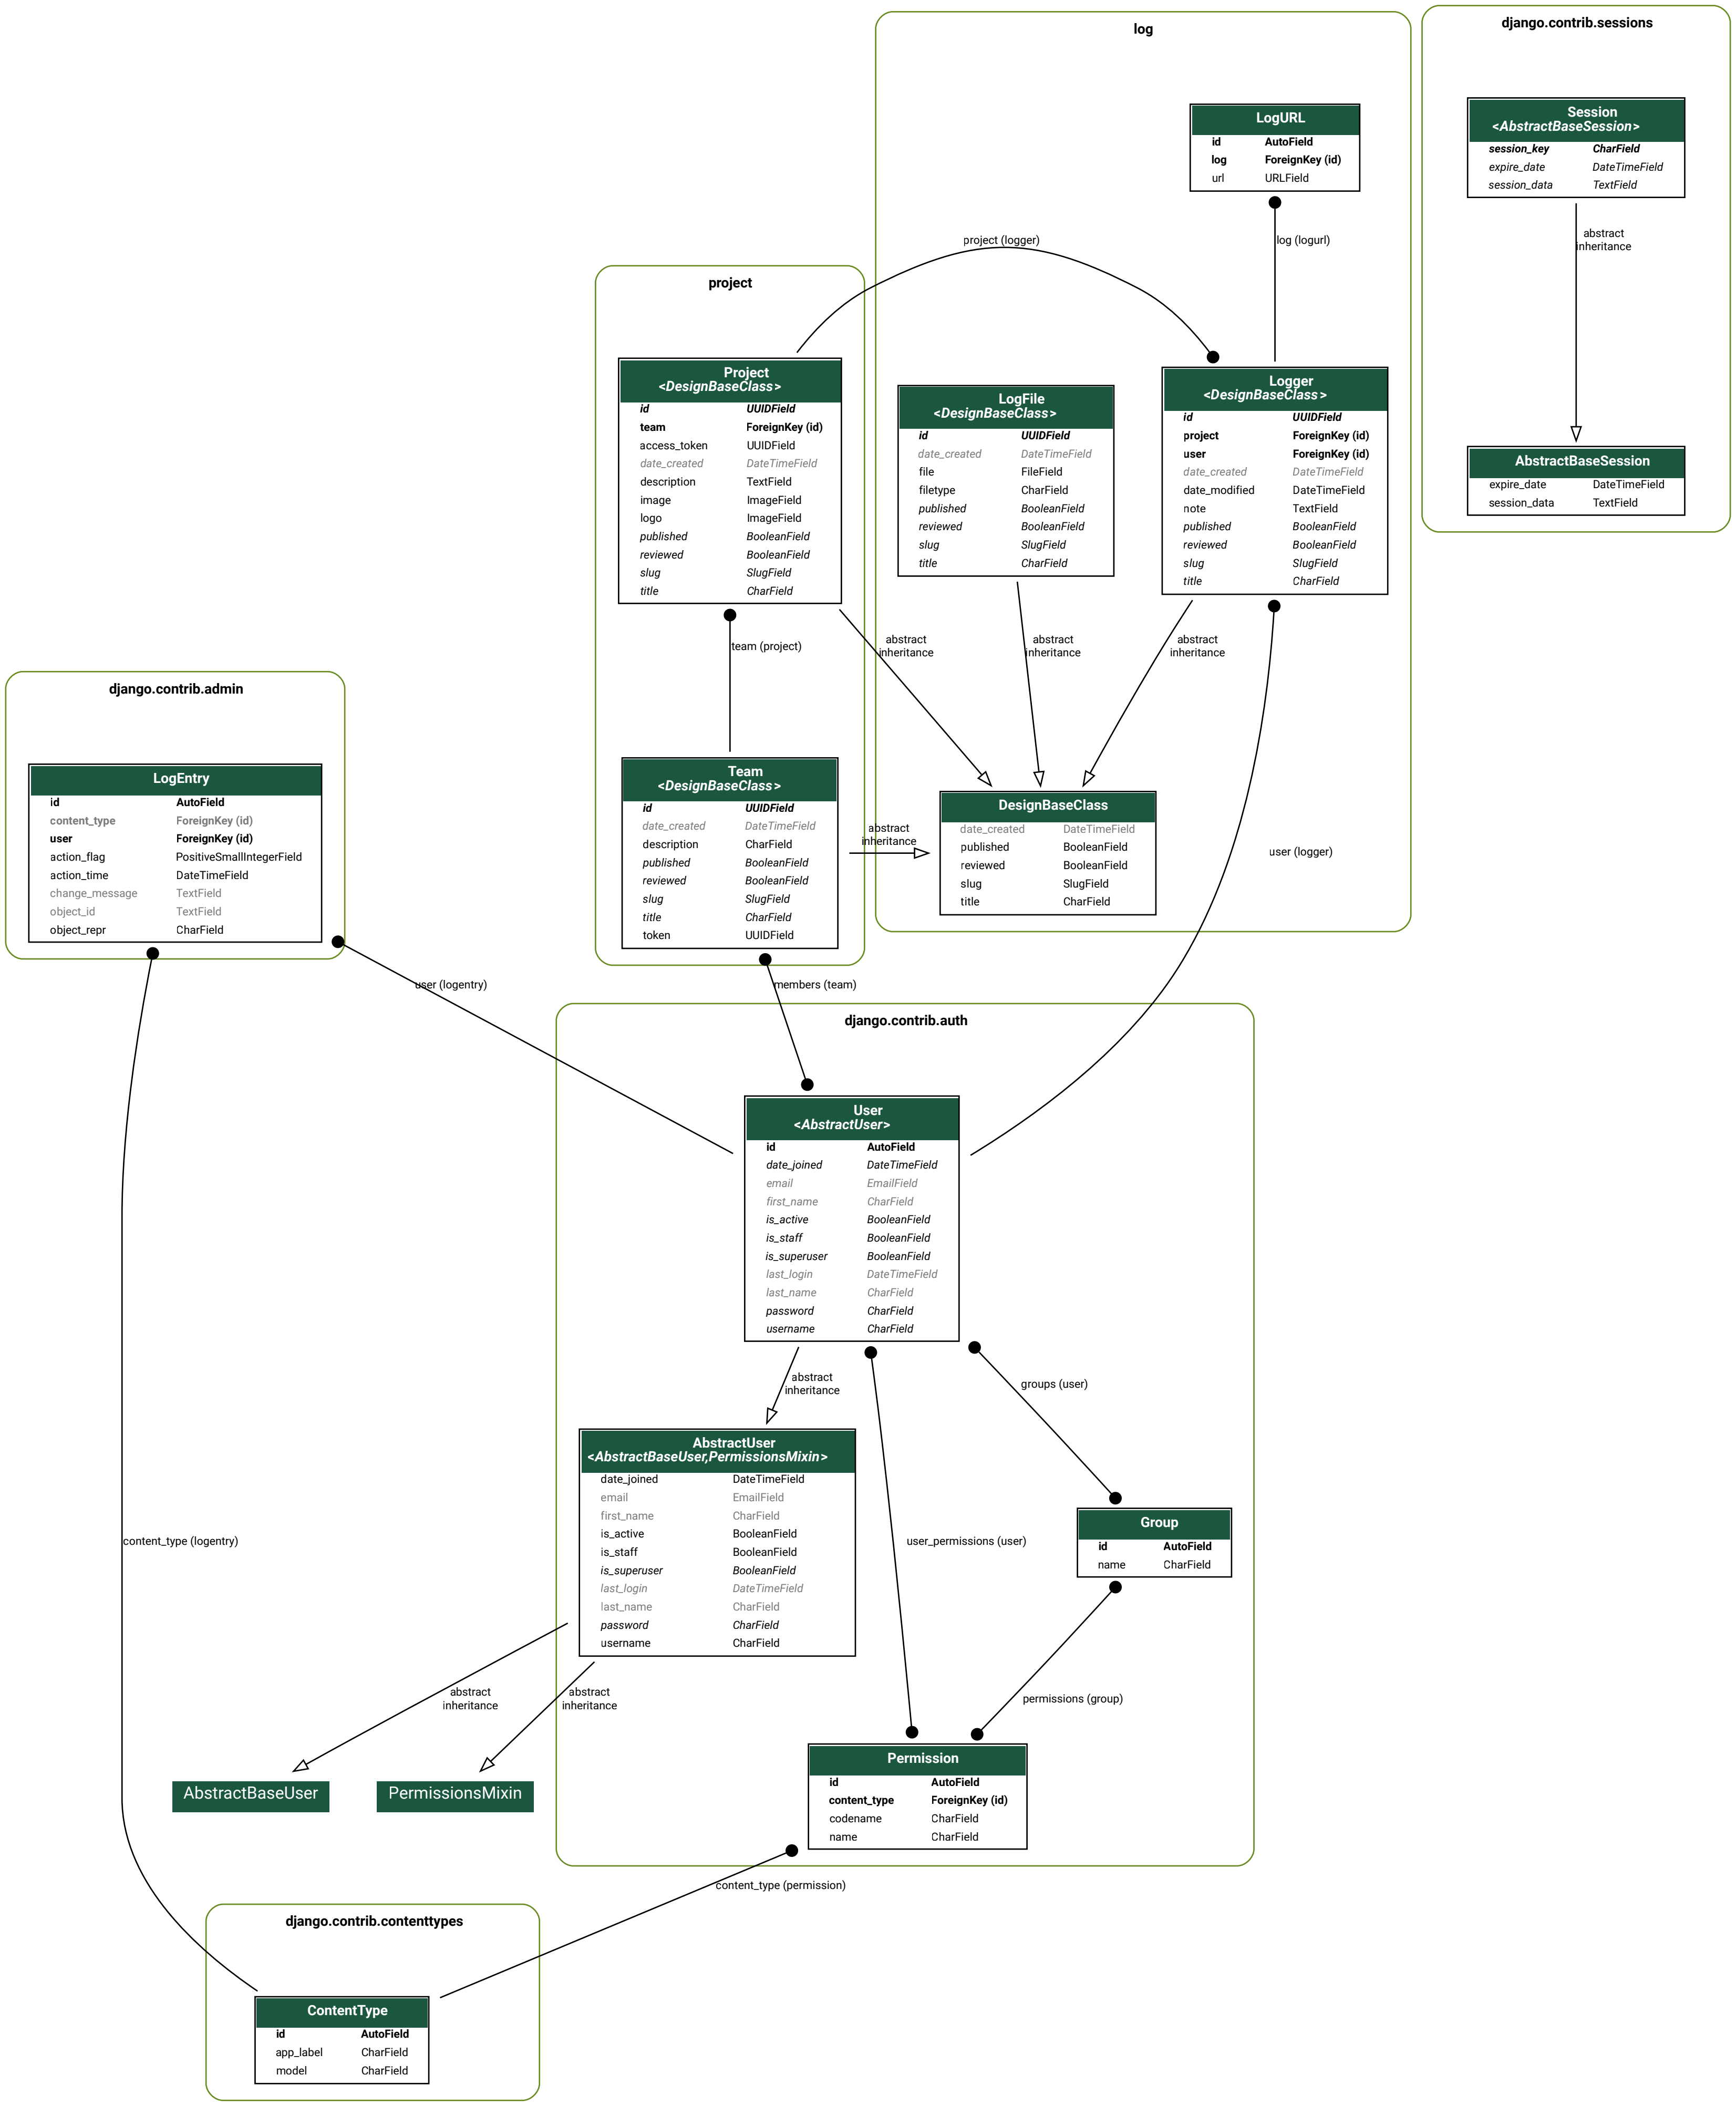 log
django.contrib.sessions
LogURL
id AutoField
log ForeignKey (id)
url URLField
Session
<AbstractBaseSession>
session_key CharField
expire_date DateTimeField
session_data TextField
project (logger)
log (logurl)
abstract
inheritance
project
Project
<DesignBaseClass>
id UUIDField
team ForeignKey (id)
access_token UUIDField
date_created DateTimeField
description TextField
image ImageField
logo ImageField
published BooleanField
reviewed BooleanField
slug SlugField
title CharField
LogFile
<DesignBaseClass>
id UUIDField
date_created DateTimeField
file FileField
filetype CharField
published BooleanField
reviewed BooleanField
slug SlugField
title CharField
Logger
<DesignBaseClass>
id UUIDField
project ForeignKey (id)
user ForeignKey (id)
date_created DateTimeField
date_modified DateTimeField
note TextField
published BooleanField
reviewed BooleanField
slug SlugField
title CharField
AbstractBaseSession
expire_date DateTimeField
session_data TextField
team (project)
abstract
inheritance
abstract
inheritance
abstract
inheritance
django.contrib.admin
LogEntry
id AutoField
content_type ForeignKey (id)
user ForeignKey (id)
action_flag PositiveSmallIntegerField
action_time DateTimeField
change_message TextField
object_id TextField
object_repr CharField
Team
<DesignBaseClass>
id UUIDField
date_created DateTimeField
description CharField
published BooleanField
reviewed BooleanField
slug SlugField
title CharField
token UUIDField
abstract
inheritance
DesignBaseClass
date_created DateTimeField
published BooleanField
reviewed BooleanField
slug SlugField
title CharField
user (logger)
user (logentry)
members (team)
django.contrib.auth
User
<AbstractUser>
id AutoField
date_joined DateTimeField
email EmailField
first_name CharField
is_active BooleanField
is_staff BooleanField
is_superuser BooleanField
last_login DateTimeField
last_name CharField
password CharField
username CharField
abstract
inheritance
groups (user)
AbstractUser
<AbstractBaseUser,PermissionsMixin>
date_joined DateTimeField
email EmailField
first_name CharField
is_active BooleanField
is_staff BooleanField
is_superuser BooleanField
last_login DateTimeField
last_name CharField
password CharField
username CharField
content_type (logentry)
user_permissions (user)
Group
id AutoField
name CharField
abstract
inheritance
abstract
inheritance
permissions (group)
AbstractBaseUser
PermissionsMixin
Permission
id AutoField
content_type ForeignKey (id)
codename CharField
name CharField
content_type (permission)
django.contrib.contenttypes
ContentType
id AutoField
app_label CharField
model CharField